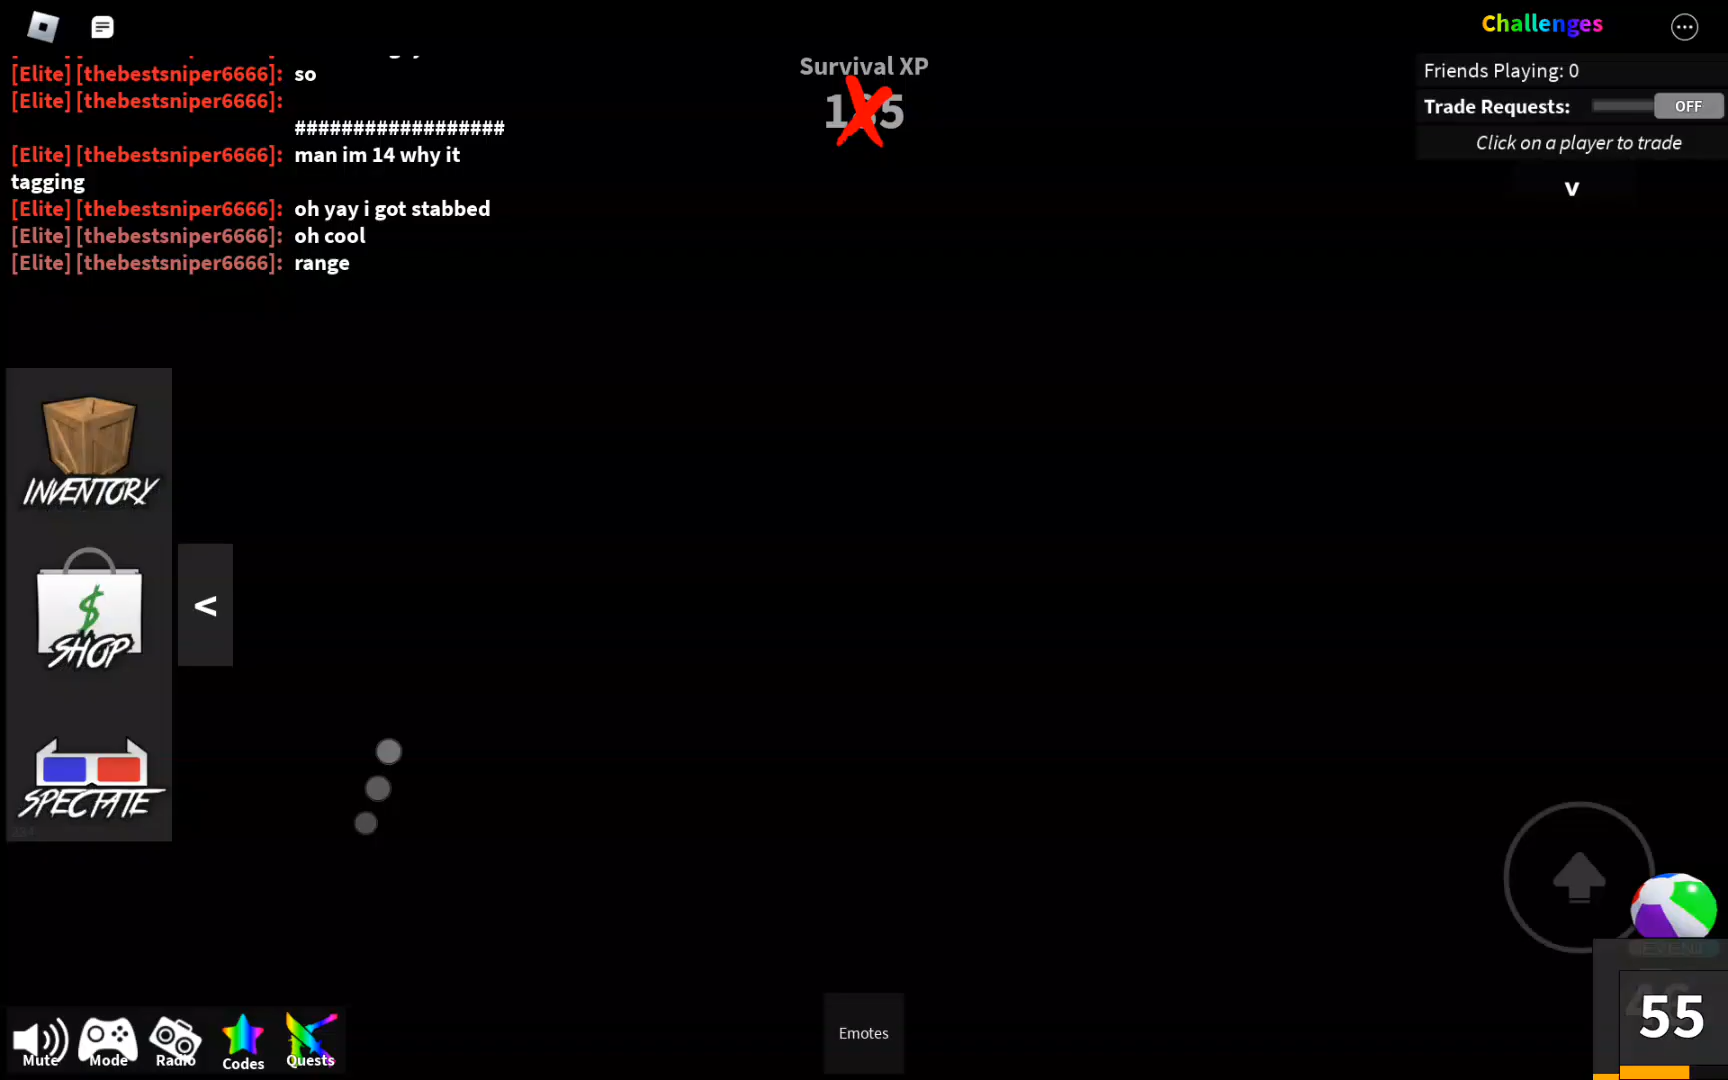 Challenges
[Elite] [thebestsniper6666]: so
[Elite] [thebestsniper6666]:
##################
[Elite] [thebestsniper6666]: man im 14 why it
tagging
[Elite] [thebestsniper6666]: oh yay i got stabbed
[Elite] [thebestsniper6666]: oh cool
[Elite] [thebestsniper6666]: range
Survival XP
Friends Playing: 0
Trade Requests: OFF
Click on a player to trade
v
INVENTORY
SHOP
<
SPECTATE
EVENT
55
Mute
Mode
Radio
Codes
Quests
Emotes